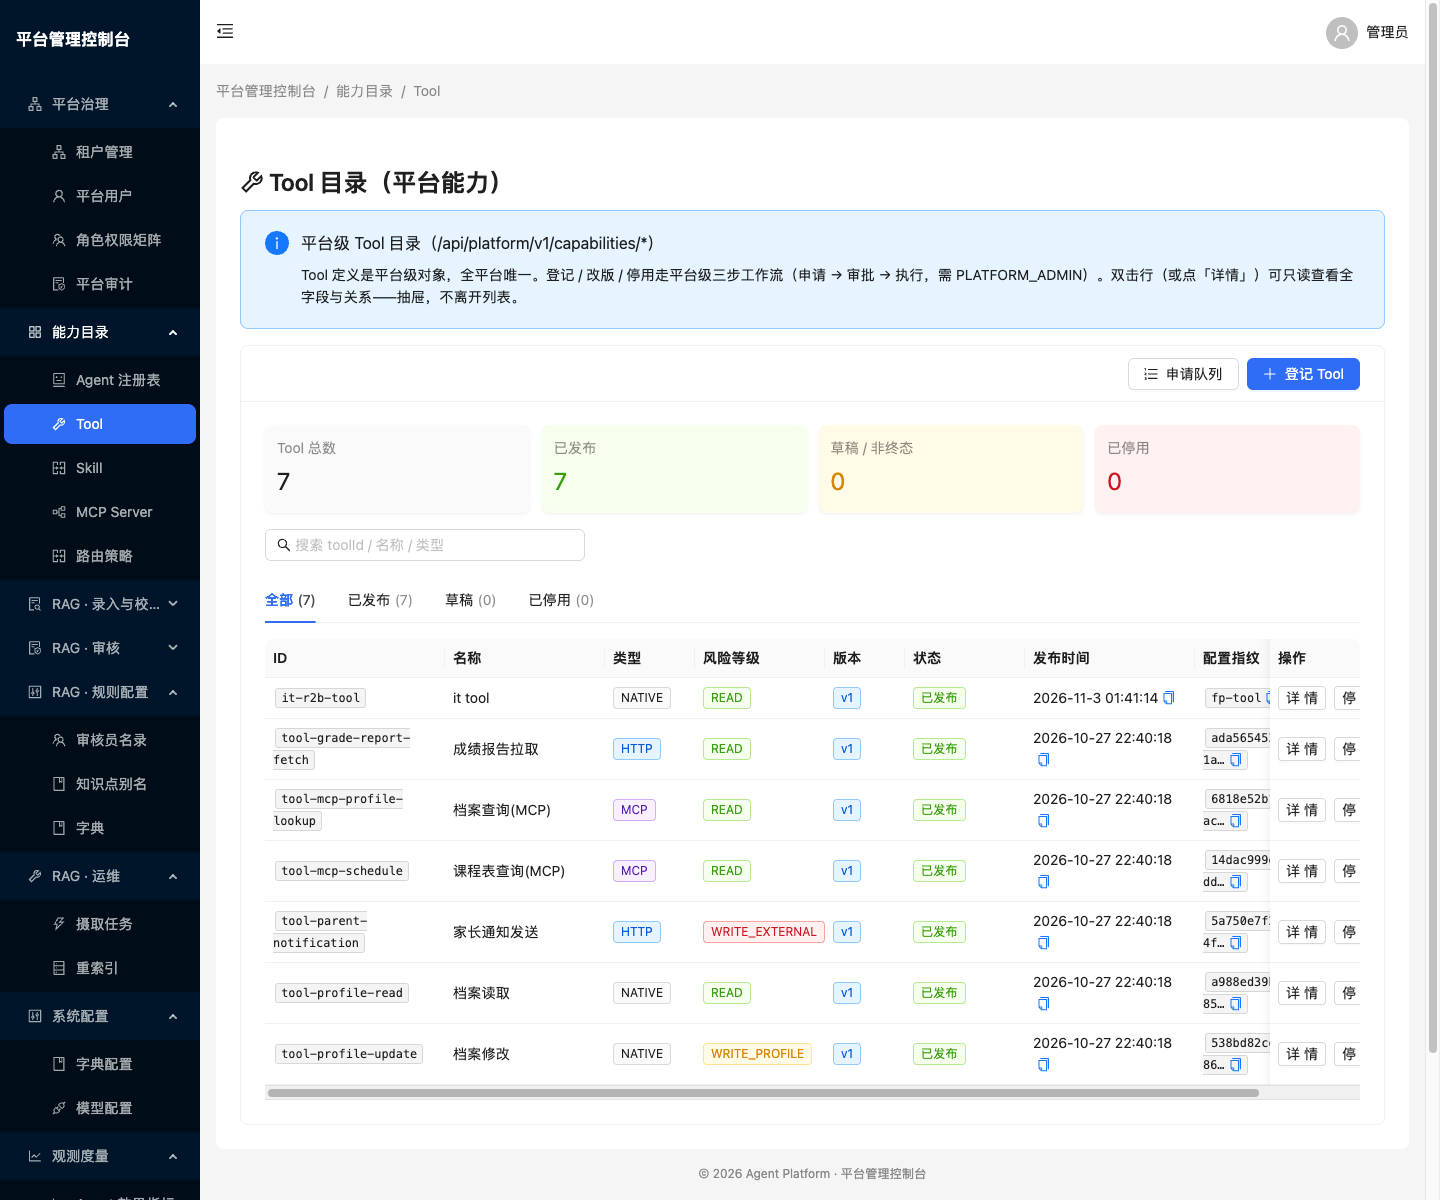 平台管理控制台
管理员
平台治理
租户管理
平台用户
角色权限矩阵
平台审计
能力目录
Agent 注册表
Tool
Skill
MCP Server
路由策略
RAG · 录入与校...
RAG · 审核
RAG · 规则配置
审核员名录
知识点别名
字典
RAG · 运维
摄取任务
重索引
系统配置
字典配置
模型配置
观测度量
平台管理控制台 / 能力目录 / Tool
Tool 目录（平台能力）
平台级 Tool 目录（/api/platform/v1/capabilities/*）
Tool 定义是平台级对象，全平台唯一。登记 / 改版 / 停用走平台级三步工作流（申请 → 审批 → 执行，需 PLATFORM_ADMIN）。双击行（或点「详情」）可只读查看全
字段与关系——抽屉，不离开列表。
申请队列
登记 Tool
Tool 总数
7
已发布
7
草稿 / 非终态
0
已停用
0
搜索 toolId / 名称 / 类型
全部 (7) 已发布 (7) 草稿 (0) 已停用 (0)
ID 名称 类型 风险等级 版本 状态 发布时间 配置指纹 操作
it-r2b-tool it tool NATIVE READ v1 已发布 2026-11-3 01:41:14 fp-tool 详 情 停
tool-grade-report-fetch 成绩报告拉取 HTTP READ v1 已发布 2026-10-27 22:40:18 ada56545 1a… 详 情 停
tool-mcp-profile-lookup 档案查询(MCP) MCP READ v1 已发布 2026-10-27 22:40:18 6818e52b ac… 详 情 停
tool-mcp-schedule 课程表查询(MCP) MCP READ v1 已发布 2026-10-27 22:40:18 14dac999 dd… 详 情 停
tool-parent-notification 家长通知发送 HTTP WRITE_EXTERNAL v1 已发布 2026-10-27 22:40:18 5a750e7f 4f… 详 情 停
tool-profile-read 档案读取 NATIVE READ v1 已发布 2026-10-27 22:40:18 a988ed39 85… 详 情 停
tool-profile-update 档案修改 NATIVE WRITE_PROFILE v1 已发布 2026-10-27 22:40:18 538bd82c 86… 详 情 停
© 2026 Agent Platform · 平台管理控制台